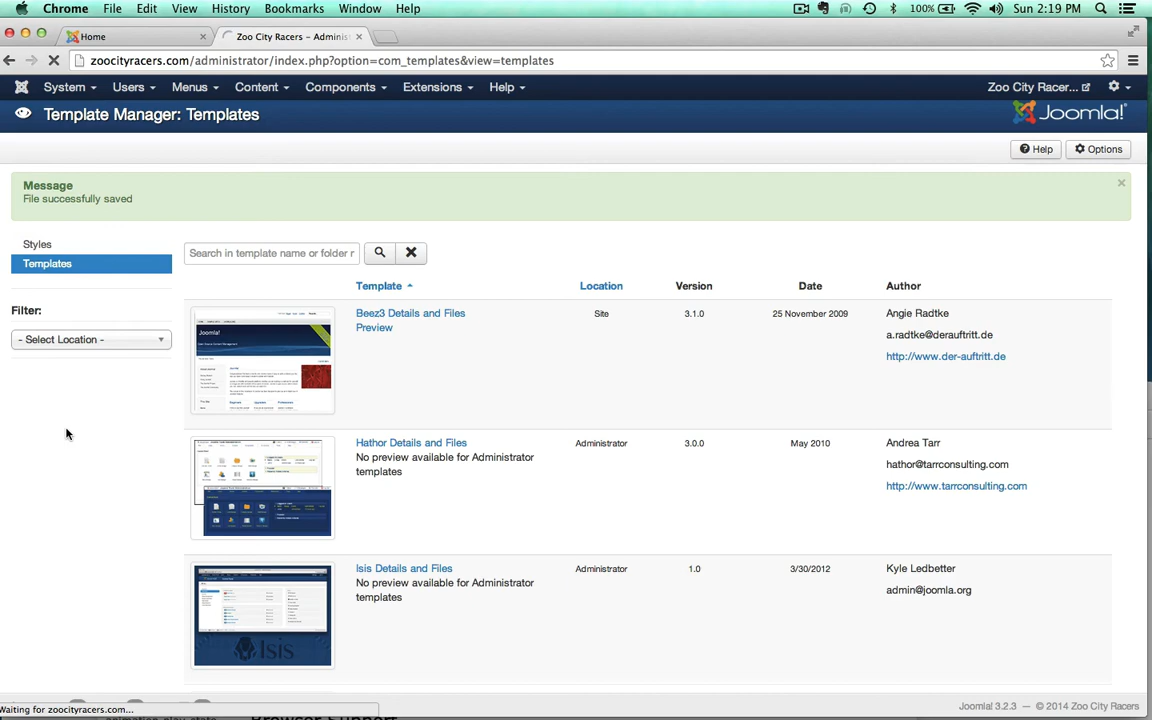 Chrome File Edit View History Bookmarks Window Help 100% Sun 2:19 PM
Home Zoo City Racers – Adminis
zoocityracers.com/administrator/index.php?option=com_templates&view=templates
System Users Menus Content Components Extensions Help Zoo City Racer...
Template Manager: Templates Joomla!
Help Options
Message
File successfully saved
Styles
Templates
Search in template name or folder r
Filter:
- Select Location -
Template Location Version Date Author
Beez3 Details and Files Site 3.1.0 25 November 2009 Angie Radtke
Preview
a.radtke@derauftritt.de
http://www.der-auftritt.de
Joomla!
Hathor Details and Files Administrator 3.0.0 May 2010 Andrea Tarr
No preview available for Administrator
templates
hathor@tarrconsulting.com
http://www.tarrconsulting.com
Isis Details and Files Administrator 1.0 3/30/2012 Kyle Ledbetter
No preview available for Administrator
templates
admin@joomla.org
Isis
Joomla! 3.2.3 — © 2014 Zoo City Racers
Waiting for zoocityracers.com...